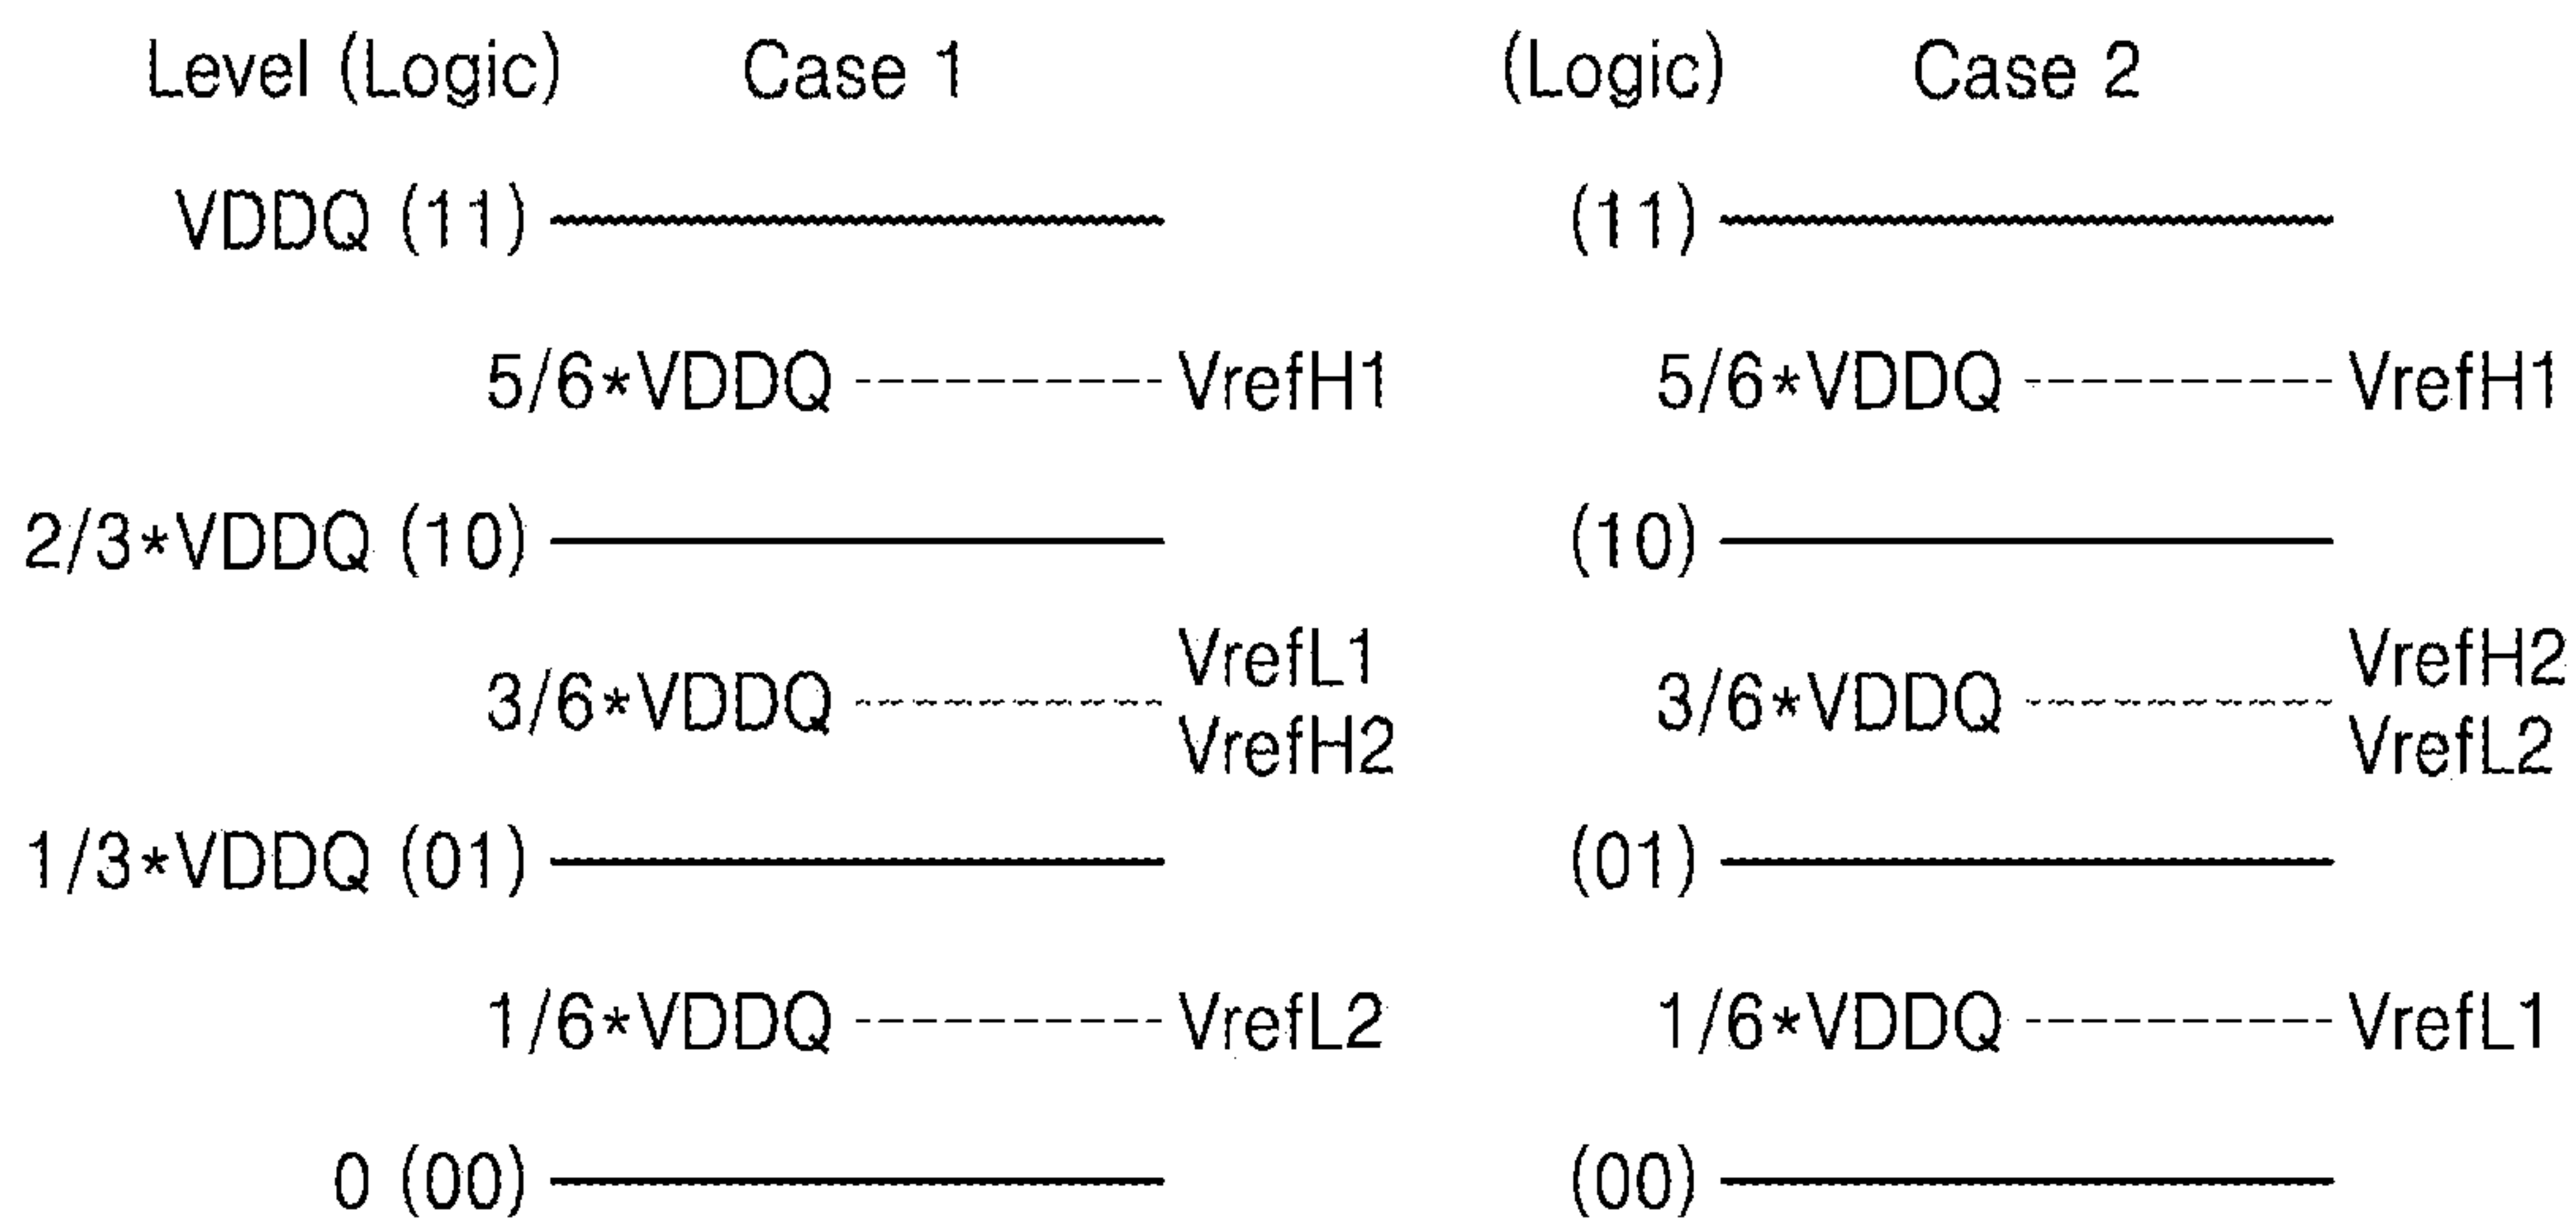 Level (Logic) Case 1 (Logic) Case 2
VDDQ (11) (11)
5/6*VDDQ VrefH1 5/6*VDDQ VrefH1
2/3*VDDQ (10) (10)
3/6*VDDQ VrefL1 VrefH2 3/6*VDDQ VrefH2 VrefL2
1/3*VDDQ (01) (01)
1/6*VDDQ VrefL2 1/6*VDDQ VrefL1
0 (00) (00)